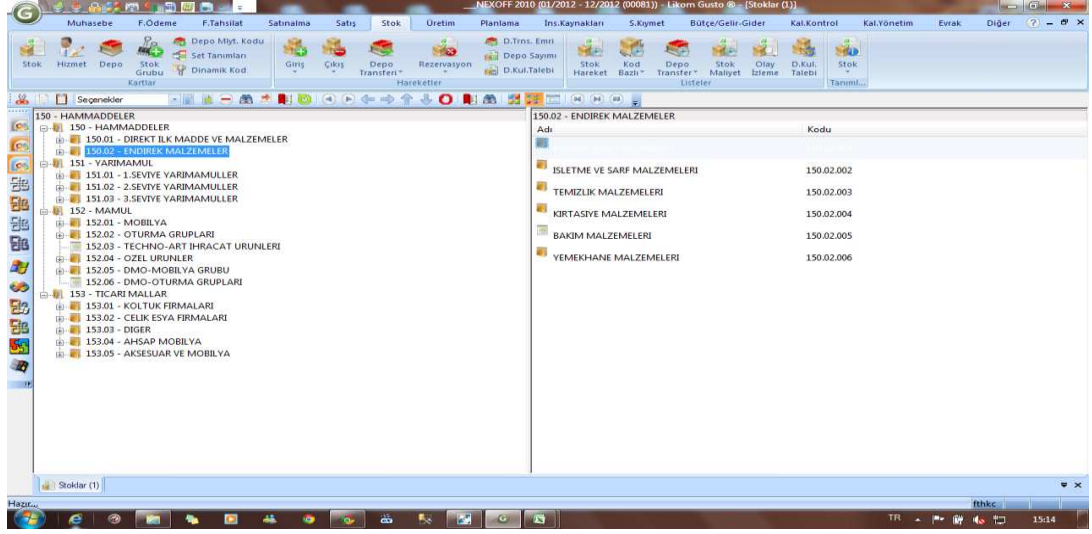 NEXOFF 2010 (01/2012 - 12/2012 (00081)) - Likom Gusto ® - [Stoklar (1)]
Muhasebe F.Ödeme F.Tahsilat Satınalma Satış Stok Üretim Planlama İns.Kaynakları S.Kıymet Bütçe/Gelir-Gider Kal.Kontrol Kal.Yönetim Evrak Diğer
Stok Hizmet Depo Stok Grubu Depo Mlyt. Kodu Set Tanımları Dinamik Kod
Kartlar
Giriş Çıkış Depo Transferi Rezervasyon D.Trns. Emri Depo Sayımı D.Kul.Talebi
Hareketler
Stok Hareket Kod Bazlı Depo Transfer Stok Maliyet Olay İzleme D.Kul. Talebi
Listeler
Stok
Tanıml...
Seçenekler
150 - HAMMADDELER
150 - HAMMADDELER
150.01 - DIREKT ILK MADDE VE MALZEMELER
150.02 - ENDIREK MALZEMELER
151 - YARIMAMUL
151.01 - 1.SEVIYE YARIMAMULLER
151.02 - 2.SEVIYE YARIMAMULLER
151.03 - 3.SEVIYE YARIMAMULLER
152 - MAMUL
152.01 - MOBILYA
152.02 - OTURMA GRUPLARI
152.03 - TECHNO-ART IHRACAT URUNLERI
152.04 - OZEL URUNLER
152.05 - DMO-MOBILYA GRUBU
152.06 - DMO-OTURMA GRUPLARI
153 - TICARI MALLAR
153.01 - KOLTUK FIRMALARI
153.02 - CELIK ESYA FIRMALARI
153.03 - DIGER
153.04 - AHSAP MOBILYA
153.05 - AKSESUAR VE MOBILYA
150.02 - ENDIREK MALZEMELER
Adı Kodu
ISLETME VE SARF MALZEMELERI 150.02.002
TEMIZLIK MALZEMELERI 150.02.003
KIRTASIYE MALZEMELERI 150.02.004
BAKIM MALZEMELERI 150.02.005
YEMEKHANE MALZEMELERI 150.02.006
Stoklar (1)
Hazır...
fthkc
TR 15:14